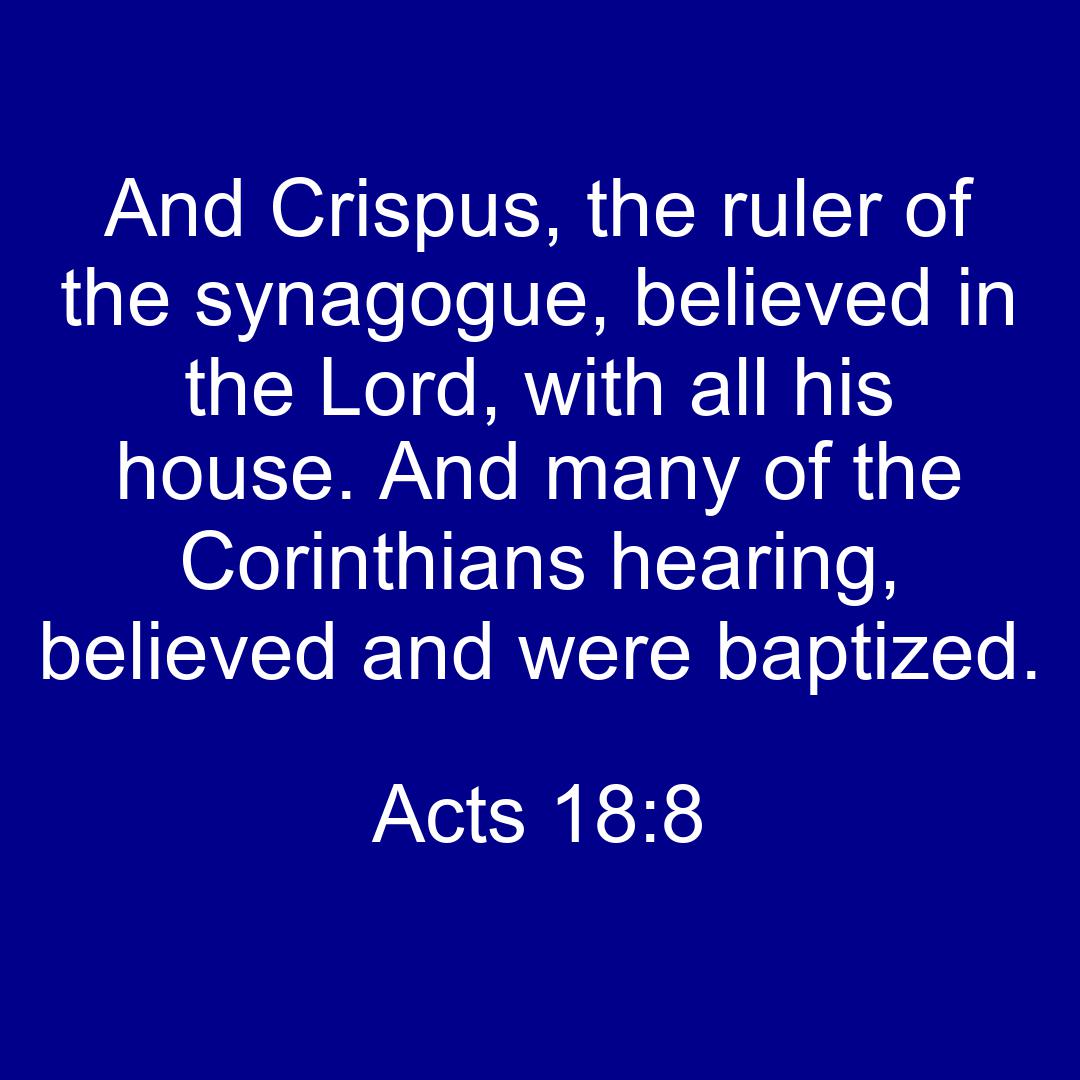 And Crispus, the ruler of
the synagogue, believed in
the Lord, with all his
house. And many of the
Corinthians hearing,
believed and were baptized.
Acts 18:8